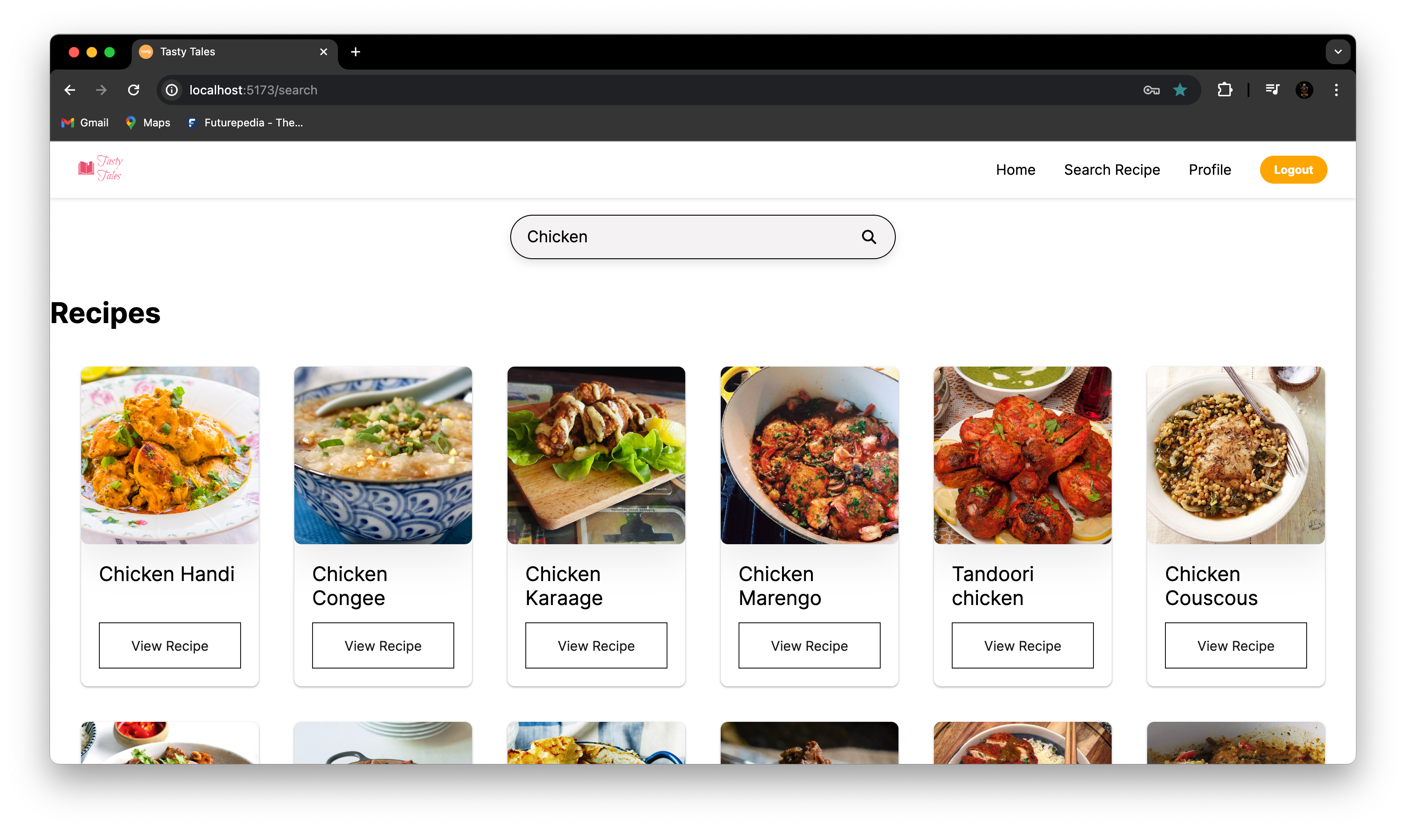 Tasty Tales
localhost:5173/search
Gmail Maps Futurepedia - The...
Tasty
Tales
Home Search Recipe Profile Logout
Chicken
Recipes
Chicken Handi
Chicken
Congee
Chicken
Karaage
Chicken
Marengo
Tandoori
chicken
Chicken
Couscous
View Recipe View Recipe View Recipe View Recipe View Recipe View Recipe